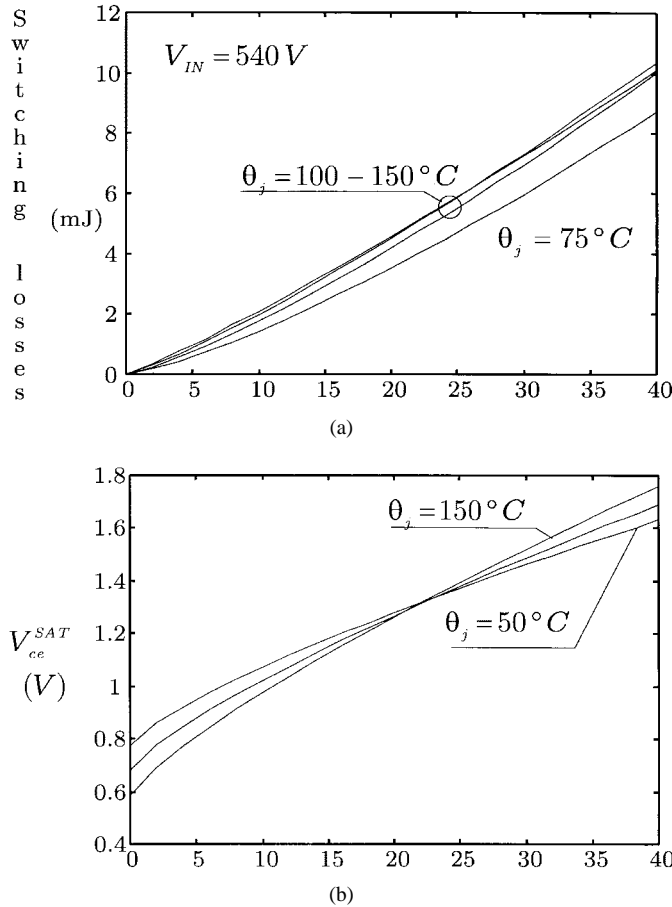 Switching losses
(mJ)
12
10
8
6
4
2
0
V_IN = 540 V
θ_j = 100 – 150 °C
θ_j = 75 °C
0 5 10 15 20 25 30 35 40
(a)
1.8
1.6
1.4
1.2
1
0.8
0.6
0.4
V_ce^SAT
(V)
θ_j = 150 °C
θ_j = 50 °C
0 5 10 15 20 25 30 35 40
(b)